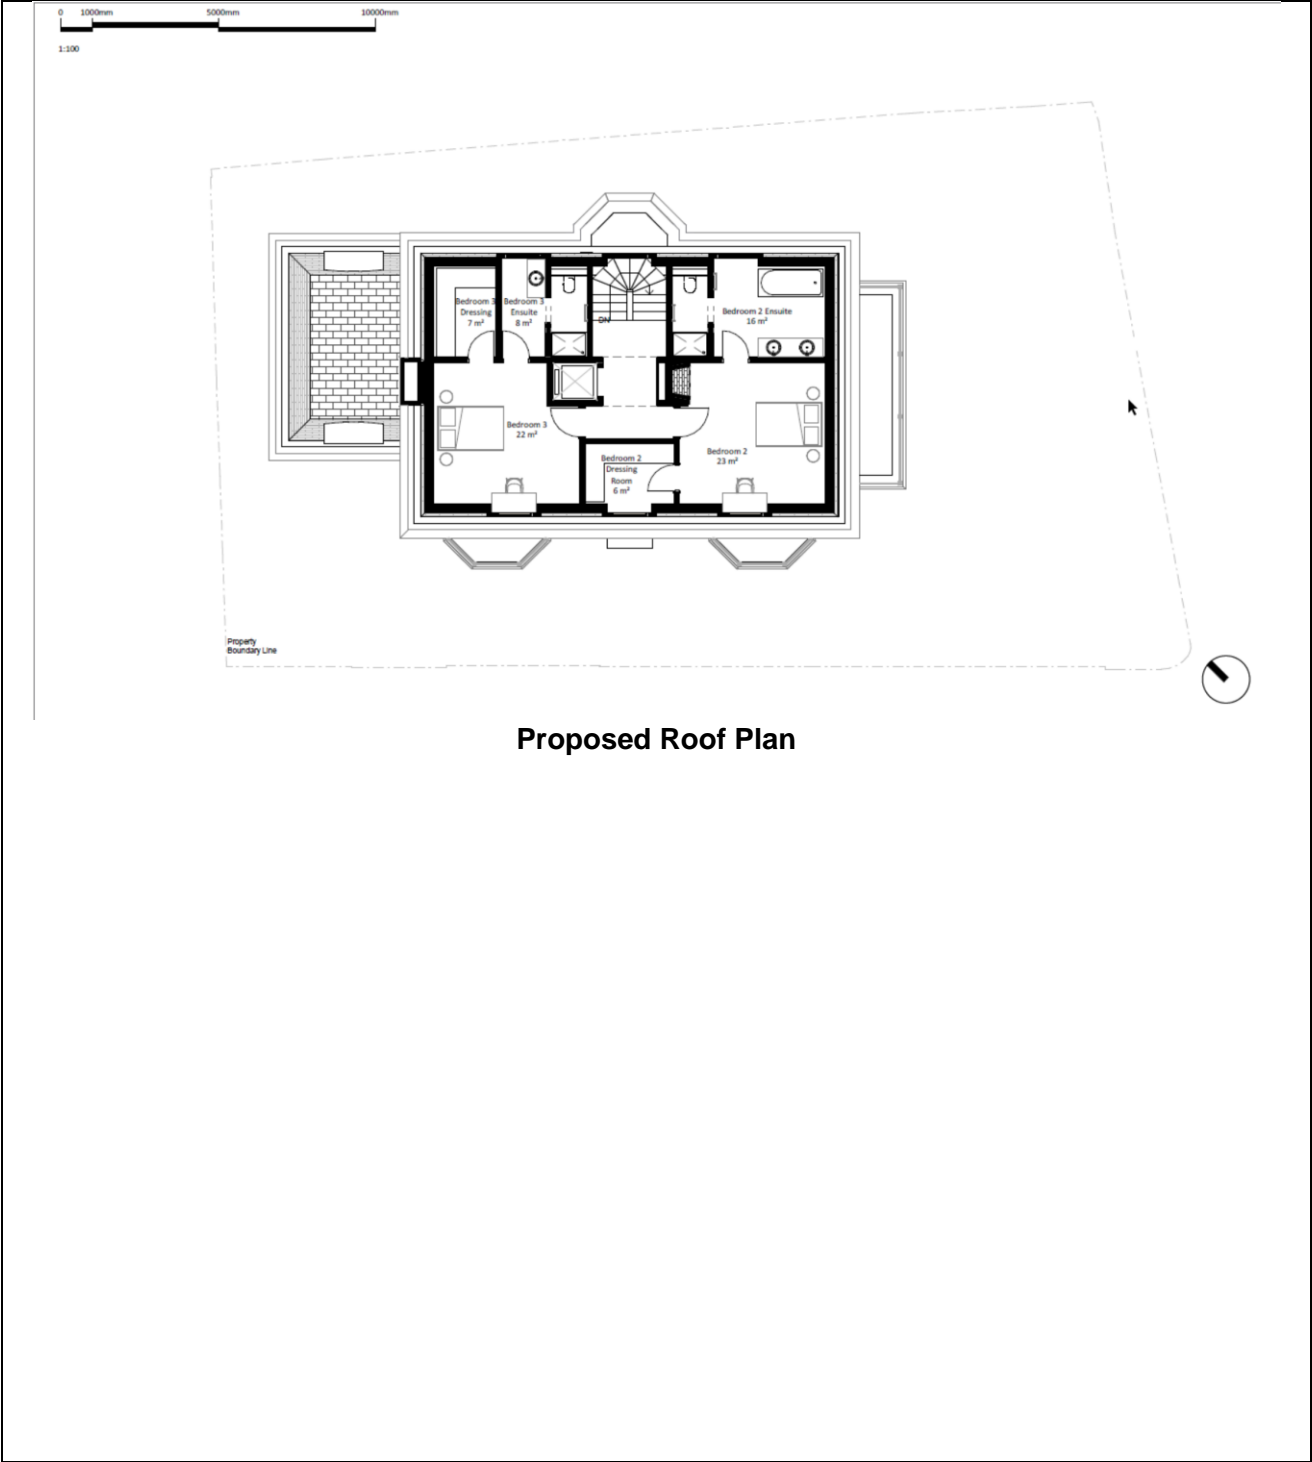 0 1000mm 5000mm 10000mm
1:100
Bedroom 3
Dressing
7 m²
Bedroom 3
Ensuite
8 m²
DN
Bedroom 2 Ensuite
16 m²
Bedroom 3
22 m²
Bedroom 2
23 m²
Bedroom 2
Dressing
Room
6 m²
Property
Boundary Line
Proposed Roof Plan